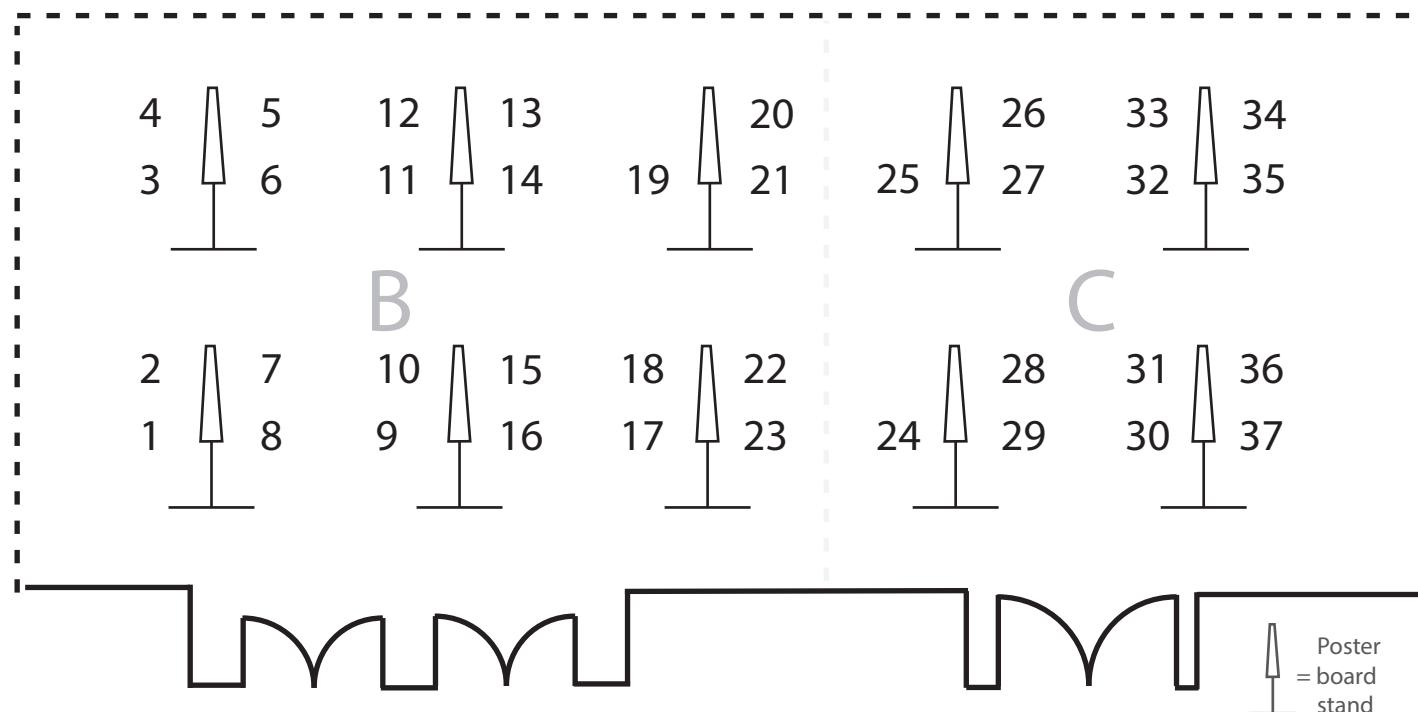 4 5 12 13 20 26 33 34
3 6 11 14 19 21 25 27 32 35
B C
2 7 10 15 18 22 28 31 36
1 8 9 16 17 23 24 29 30 37
Poster
= board
stand